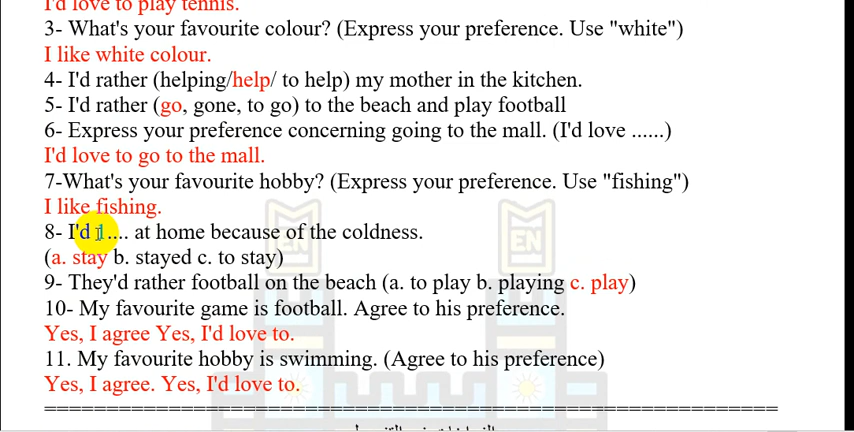 I'd love to play tennis.
3- What's your favourite colour? (Express your preference. Use "white")
I like white colour.
4- I'd rather (helping/help/ to help) my mother in the kitchen.
5- I'd rather (go, gone, to go) to the beach and play football
6- Express your preference concerning going to the mall. (I'd love ......)
I'd love to go to the mall.
7-What's your favourite hobby? (Express your preference. Use "fishing")
I like fishing.
8- I'd .... at home because of the coldness.
(a. stay b. stayed c. to stay)
9- They'd rather football on the beach (a. to play b. playing c. play)
10- My favourite game is football. Agree to his preference.
Yes, I agree Yes, I'd love to.
11. My favourite hobby is swimming. (Agree to his preference)
Yes, I agree. Yes, I'd love to.
EN EN